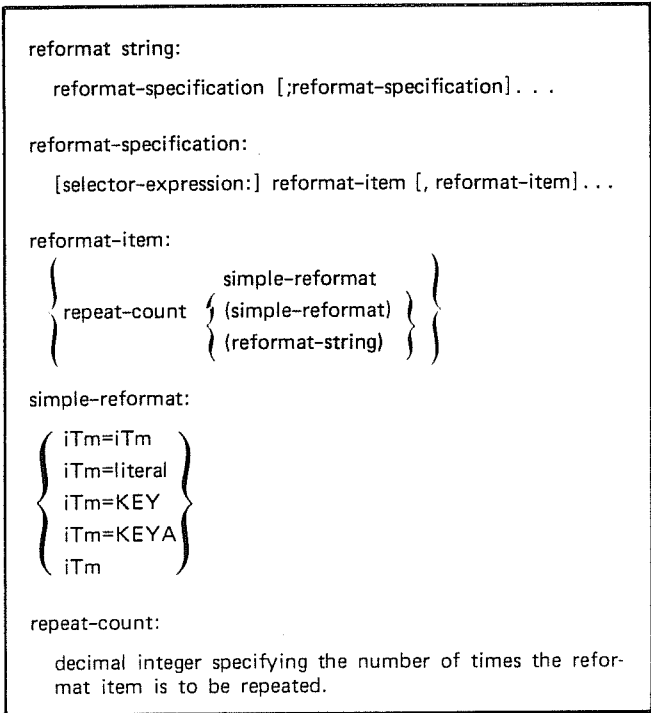 reformat string:
reformat-specification [;reformat-specification] . . .
reformat-specification:
[selector-expression:] reformat-item [, reformat-item] . . .
reformat-item:
simple-reformat
repeat-count { (simple-reformat) }
(reformat-string)
simple-reformat:
iTm=iTm
iTm=literal
iTm=KEY
iTm=KEYA
iTm
repeat-count:
decimal integer specifying the number of times the refor-
mat item is to be repeated.